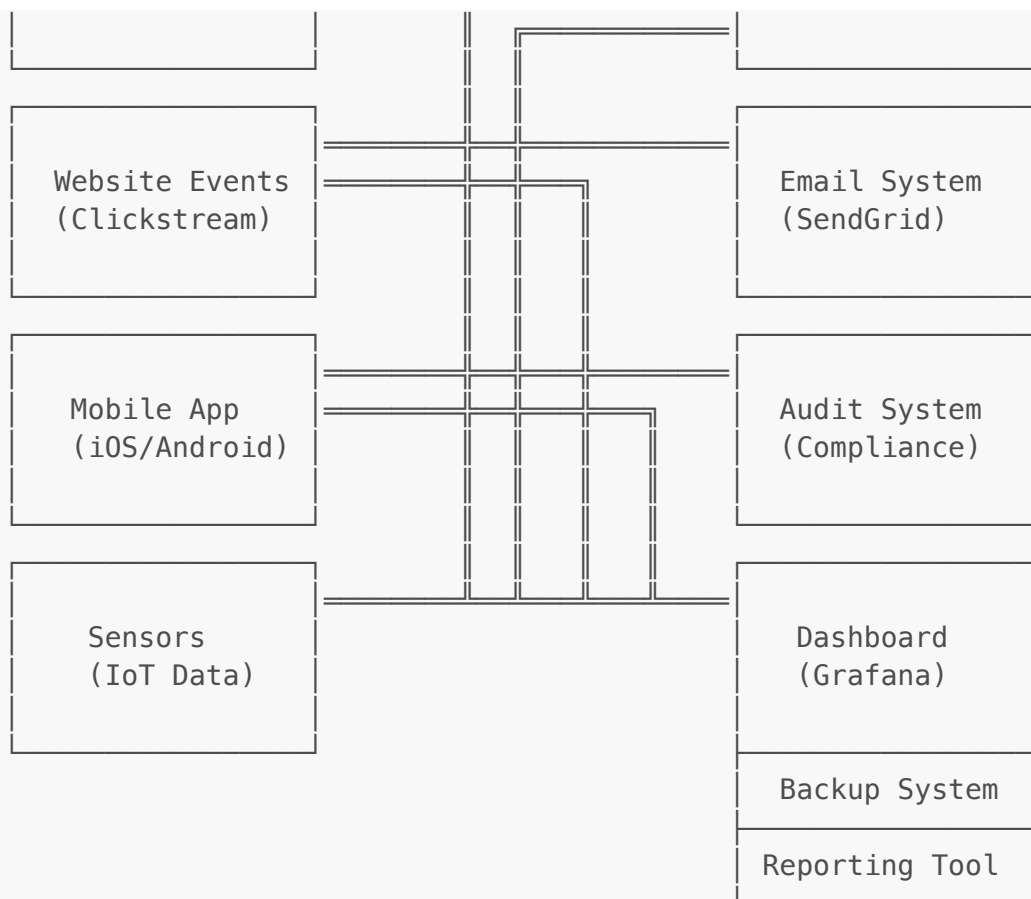 Website Events
(Clickstream)
Email System
(SendGrid)
Mobile App
(iOS/Android)
Audit System
(Compliance)
Sensors
(IoT Data)
Dashboard
(Grafana)
Backup System
Reporting Tool